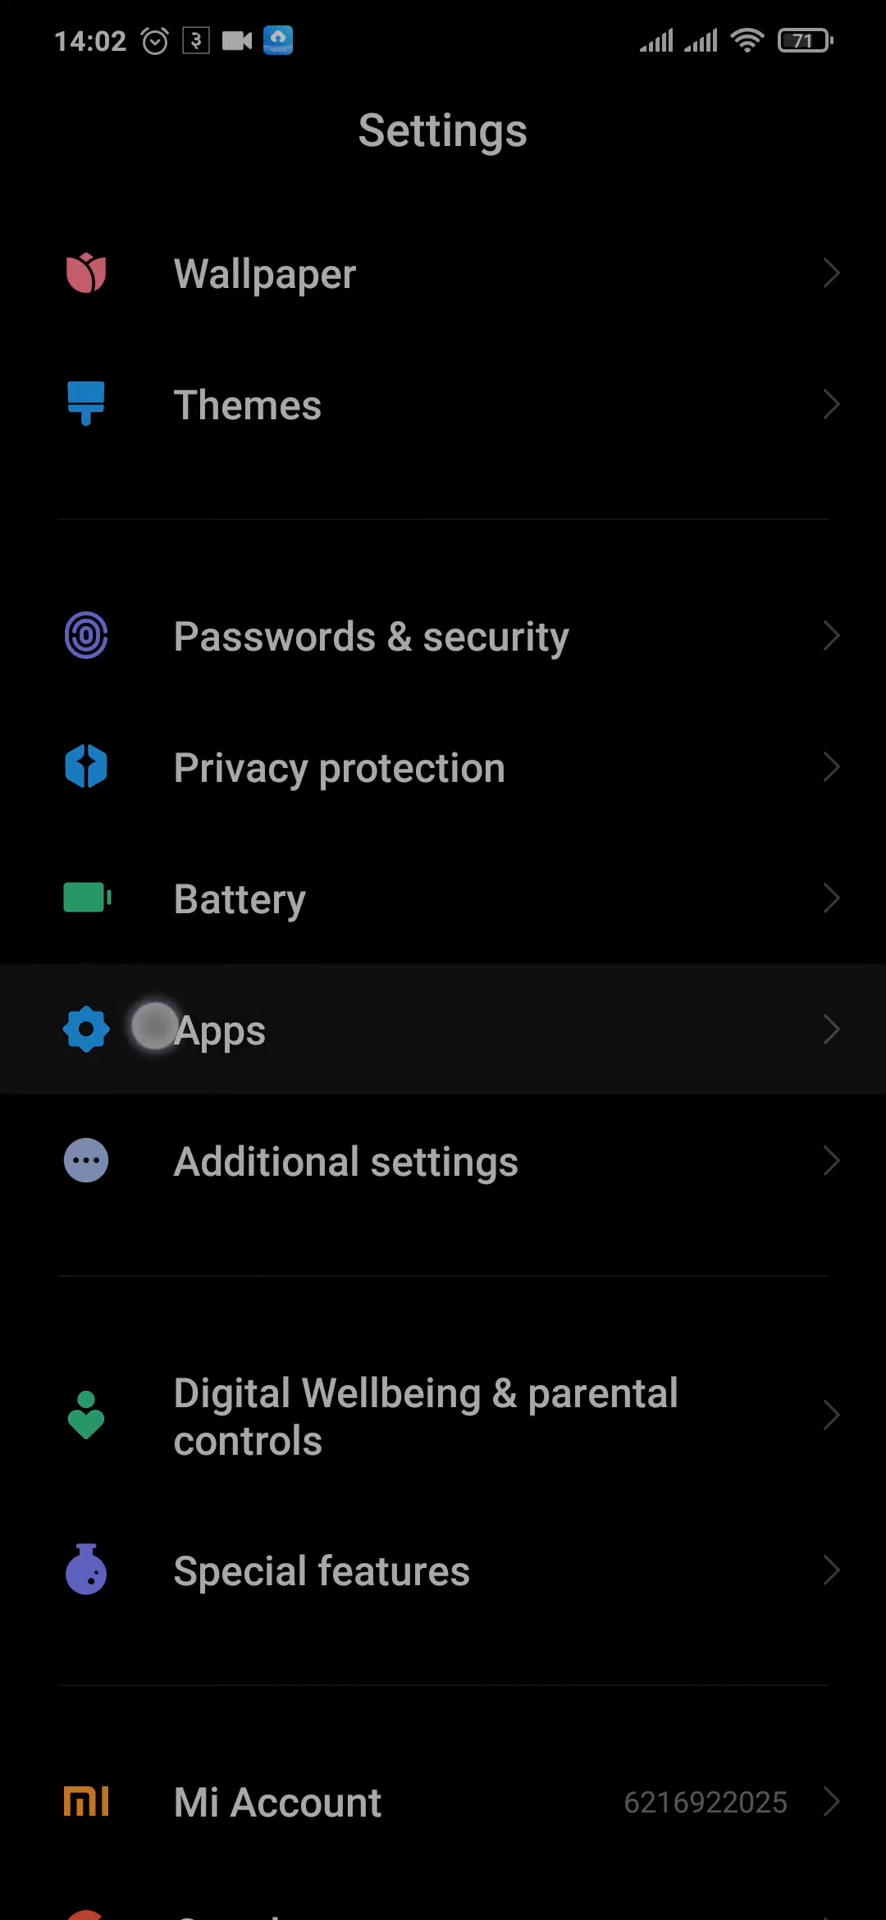 14:02 ३ 71
Settings
Wallpaper
Themes
Passwords & security
Privacy protection
Battery
Apps
Additional settings
Digital Wellbeing & parental
controls
Special features
Mi Account 6216922025